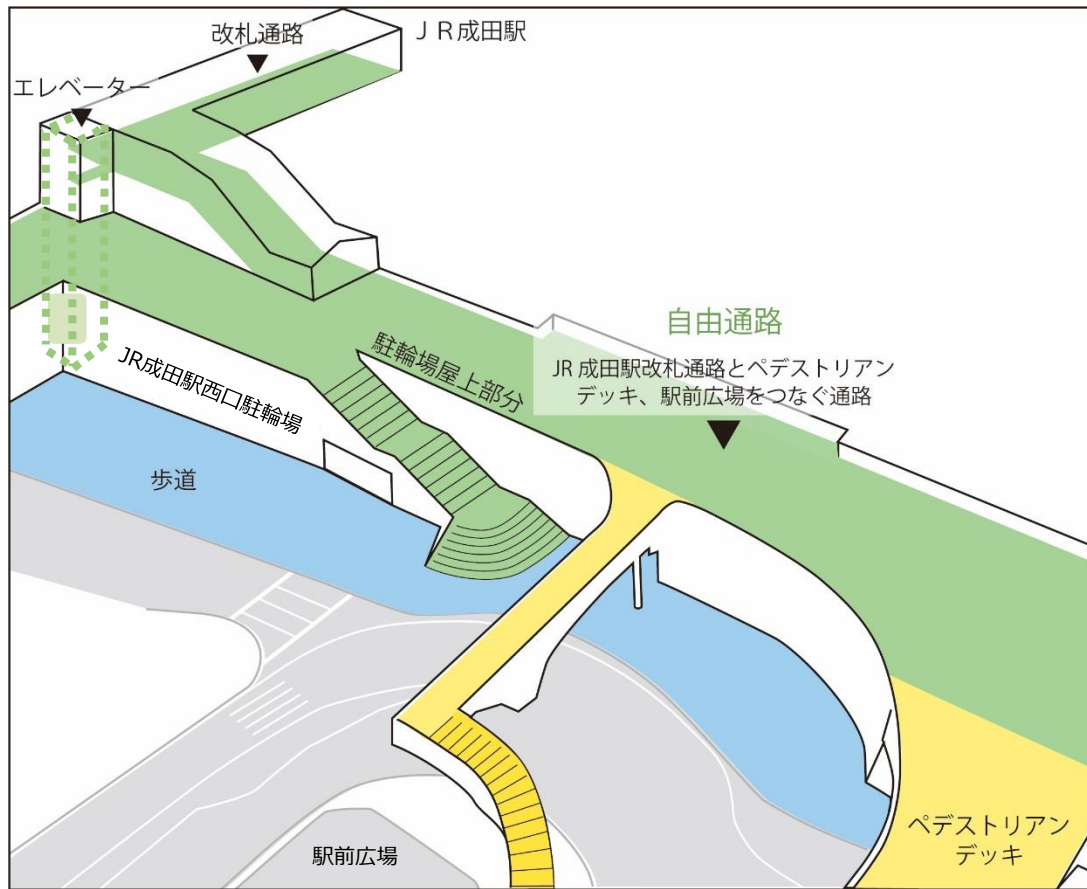 改札通路
ＪＲ成田駅
エレベーター
自由通路
JR 成田駅改札通路とペデストリアン
デッキ、駅前広場をつなぐ通路
駐輪場屋上部分
JR成田駅西口駐輪場
歩道
ペデストリアン
デッキ
駅前広場